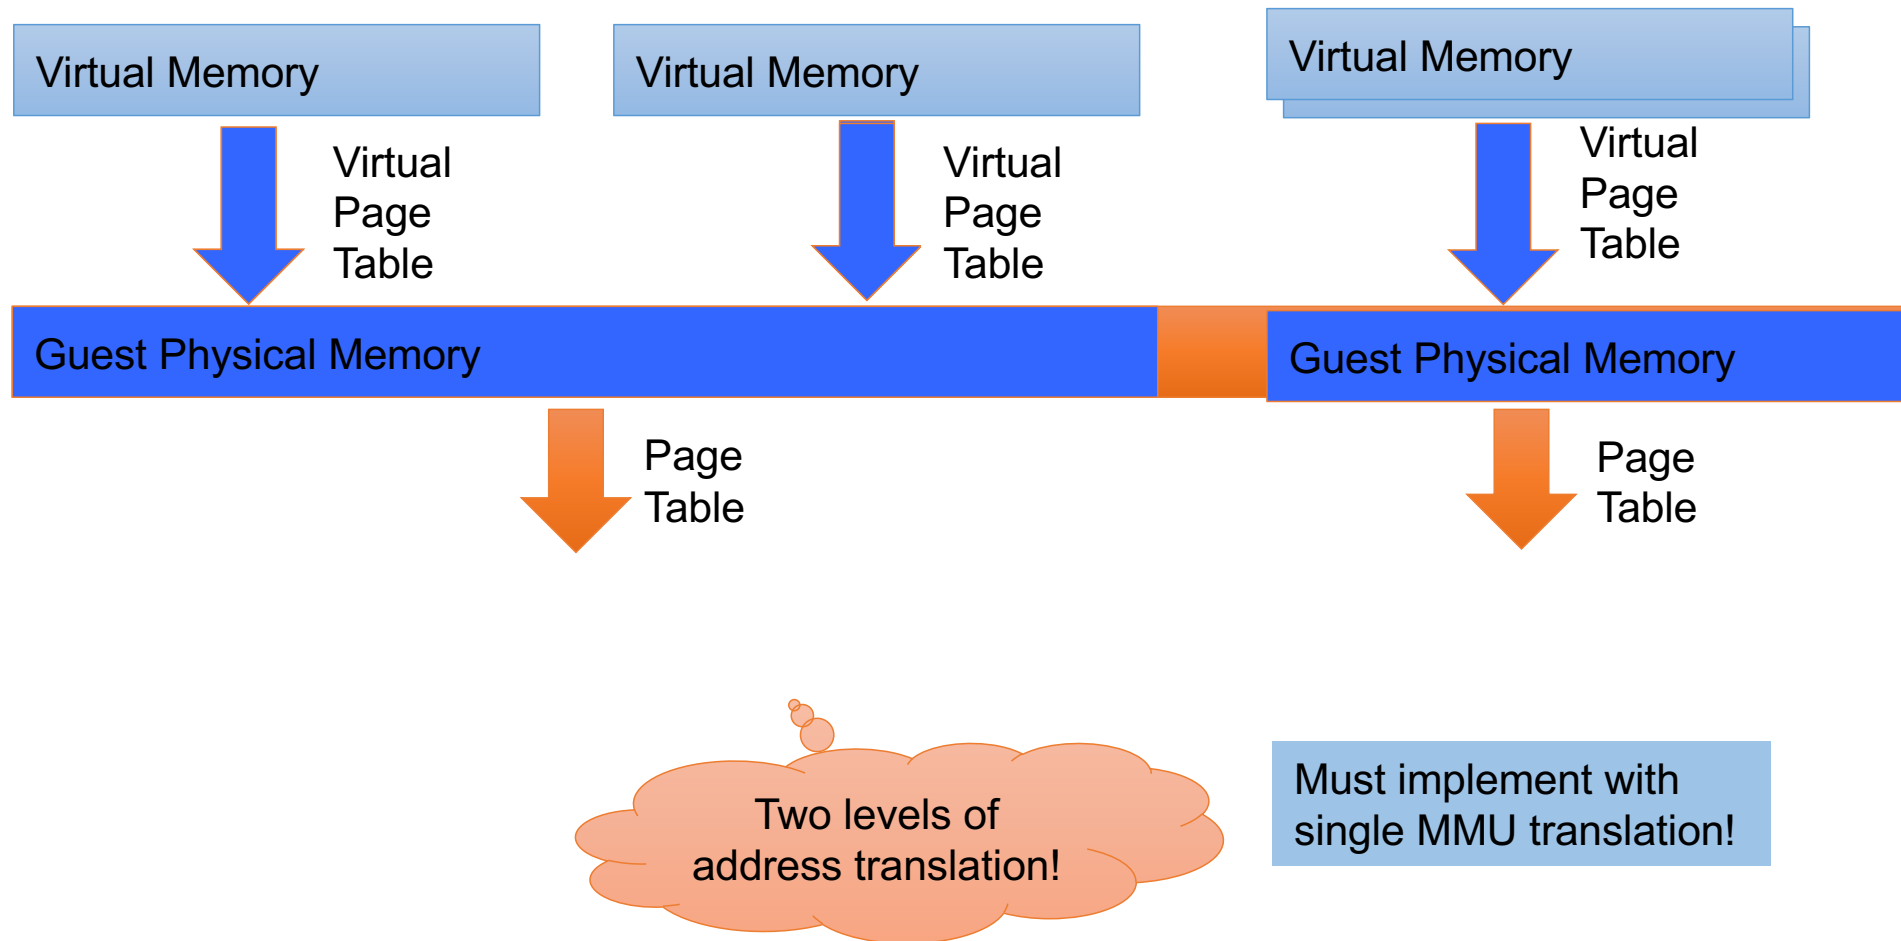 Virtual Memory
Virtual Memory
Virtual Memory
Virtual
Page
Table
Virtual
Page
Table
Virtual
Page
Table
Guest Physical Memory
Guest Physical Memory
Page
Table
Page
Table
Two levels of
address translation!
Must implement with
single MMU translation!